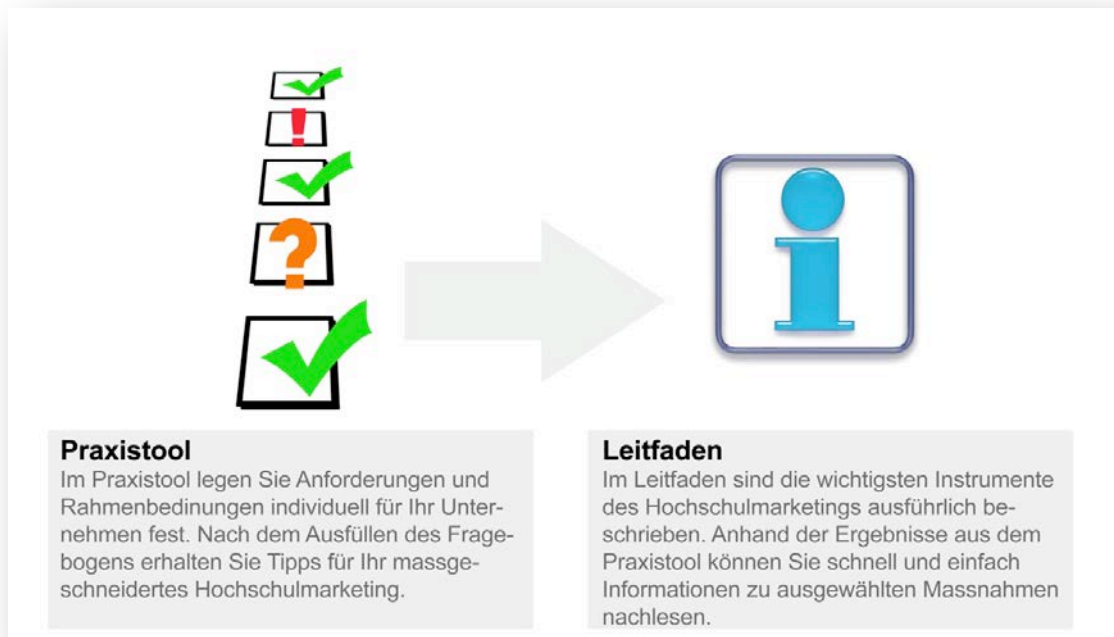 Praxistool
Im Praxistool legen Sie Anforderungen und
Rahmenbedinungen individuell für Ihr Unter-
nehmen fest. Nach dem Ausfüllen des Frage-
bogens erhalten Sie Tipps für Ihr massge-
schneidertes Hochschulmarketing.
Leitfaden
Im Leitfaden sind die wichtigsten Instrumente
des Hochschulmarketings ausführlich be-
schrieben. Anhand der Ergebnisse aus dem
Praxistool können Sie schnell und einfach
Informationen zu ausgewählten Massnahmen
nachlesen.